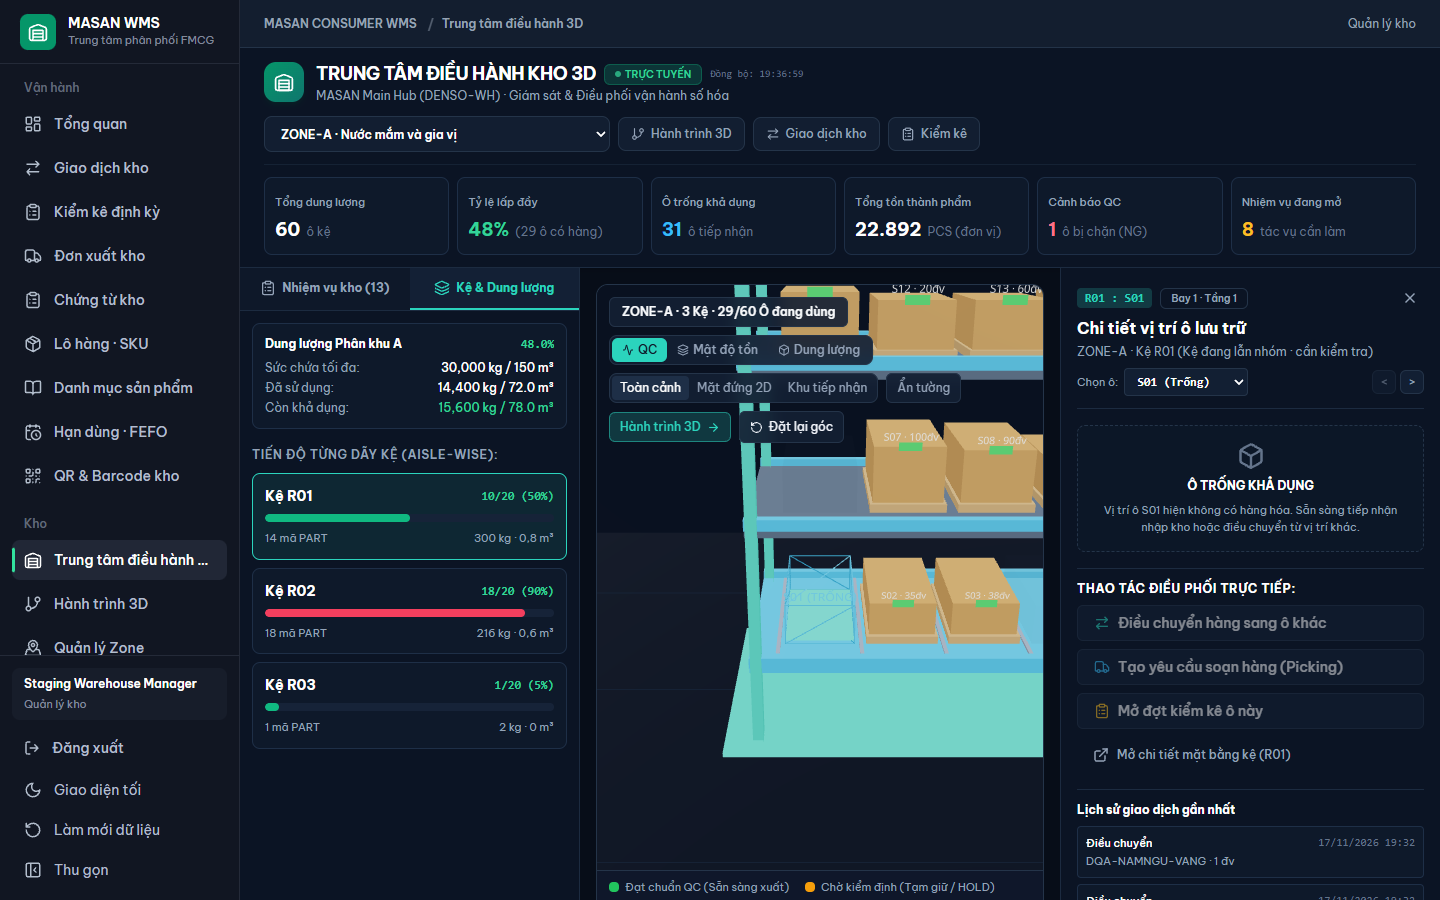 MASAN WMS
Trung tâm phân phối FMCG
Vận hành
Tổng quan
Giao dịch kho
Kiểm kê định kỳ
Đơn xuất kho
Chứng từ kho
Lô hàng · SKU
Danh mục sản phẩm
Hạn dùng · FEFO
QR & Barcode kho
Kho
Trung tâm điều hành ...
Hành trình 3D
Quản lý Zone
Staging Warehouse Manager
Quản lý kho
Đăng xuất
Giao diện tối
Làm mới dữ liệu
Thu gọn
MASAN CONSUMER WMS / Trung tâm điều hành 3D
Quản lý kho
TRUNG TÂM ĐIỀU HÀNH KHO 3D
TRỰC TUYẾN
Đồng bộ: 19:36:59
MASAN Main Hub (DENSO-WH) · Giám sát & Điều phối vận hành số hóa
ZONE-A · Nước mắm và gia vị
Hành trình 3D
Giao dịch kho
Kiểm kê
Tổng dung lượng
60 ô kệ
Tỷ lệ lấp đầy
48% (29 ô có hàng)
Ô trống khả dụng
31 ô tiếp nhận
Tổng tồn thành phẩm
22.892 PCS (đơn vị)
Cảnh báo QC
1 ô bị chặn (NG)
Nhiệm vụ đang mở
8 tác vụ cần làm
Nhiệm vụ kho (13)
Kệ & Dung lượng
Dung lượng Phân khu A 48.0%
Sức chứa tối đa: 30,000 kg / 150 m³
Đã sử dụng: 14,400 kg / 72.0 m³
Còn khả dụng: 15,600 kg / 78.0 m³
TIẾN ĐỘ TỪNG DÃY KỆ (AISLE-WISE):
Kệ R01 10/20 (50%)
14 mã PART 300 kg · 0,8 m³
Kệ R02 18/20 (90%)
18 mã PART 216 kg · 0,6 m³
Kệ R03 1/20 (5%)
1 mã PART 2 kg · 0 m³
ZONE-A · 3 Kệ · 29/60 Ô đang dùng
QC
Mật độ tồn
Dung lượng
Toàn cảnh
Mặt đứng 2D
Khu tiếp nhận
Ẩn tường
Hành trình 3D →
Đặt lại góc
S12 · 20đv
S13 · 60đv
S07 · 100đv
S08 · 90đv
S02 · 35đv
S03 · 38đv
Đạt chuẩn QC (Sẵn sàng xuất)
Chờ kiểm định (Tạm giữ / HOLD)
R01 : S01
Bay 1 · Tầng 1
Chi tiết vị trí ô lưu trữ
ZONE-A · Kệ R01 (Kệ đang lẫn nhóm · cần kiểm tra)
Chọn ô: S01 (Trống) < >
Ô TRỐNG KHẢ DỤNG
Vị trí ô S01 hiện không có hàng hóa. Sẵn sàng tiếp nhận
nhập kho hoặc điều chuyển từ vị trí khác.
THAO TÁC ĐIỀU PHỐI TRỰC TIẾP:
Điều chuyển hàng sang ô khác
Tạo yêu cầu soạn hàng (Picking)
Mở đợt kiểm kê ô này
Mở chi tiết mặt bằng kệ (R01)
Lịch sử giao dịch gần nhất
Điều chuyển 17/11/2026 19:32
DQA-NAMNGU-VANG · 1 đv
Điều chuyển 17/11/2026 19:32